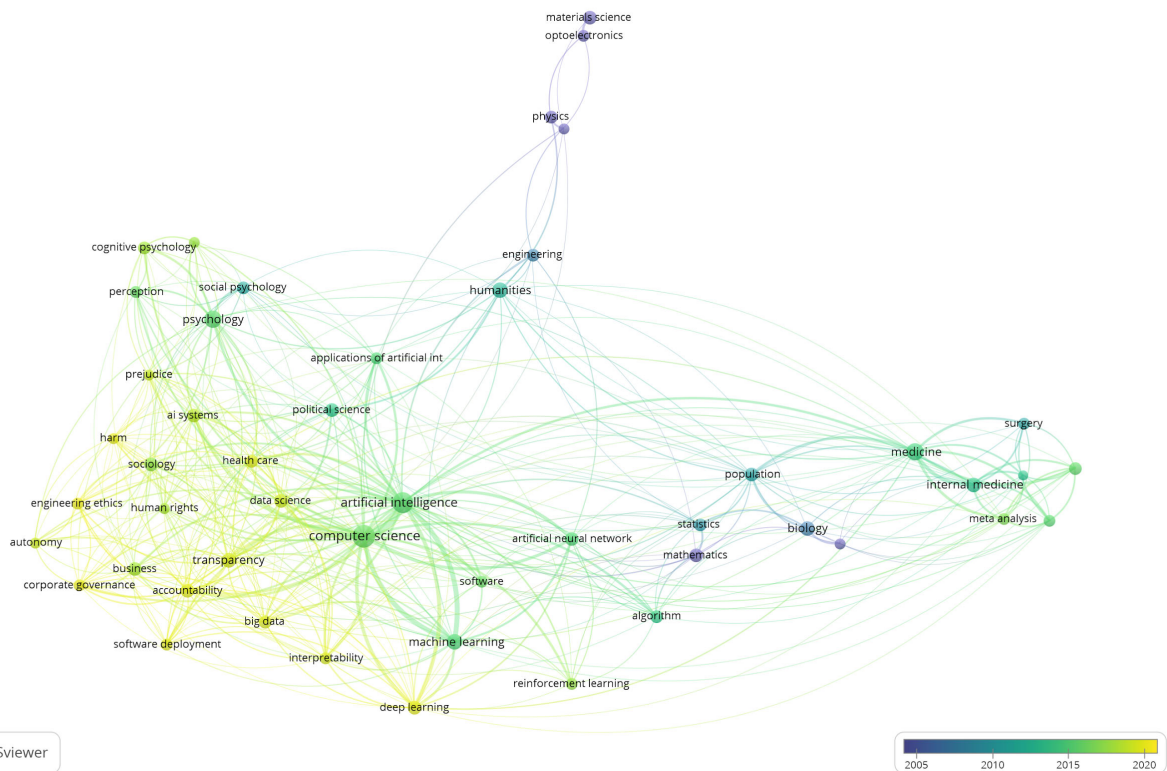 materials science
optoelectronics
physics
engineering
humanities
cognitive psychology
perception
social psychology
psychology
applications of artificial int
prejudice
political science
ai systems
harm
sociology
health care
engineering ethics
human rights
data science
artificial intelligence
computer science
autonomy
transparency
business
corporate governance
accountability
big data
software deployment
interpretability
deep learning
machine learning
software
artificial neural network
reinforcement learning
algorithm
population
statistics
mathematics
biology
medicine
surgery
internal medicine
meta analysis
Sviewer
2005 2010 2015 2020